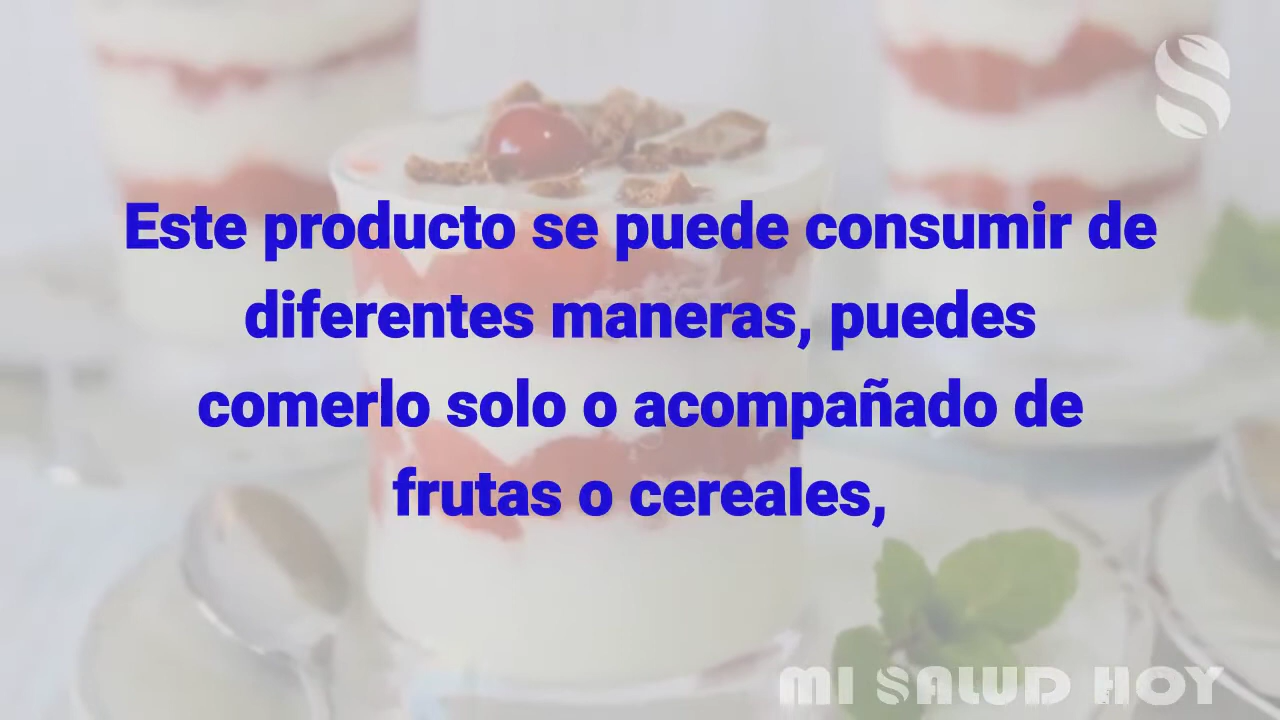 Este producto se puede consumir de
diferentes maneras, puedes
comerlo solo o acompañado de
frutas o cereales,
MI SALUD HOY